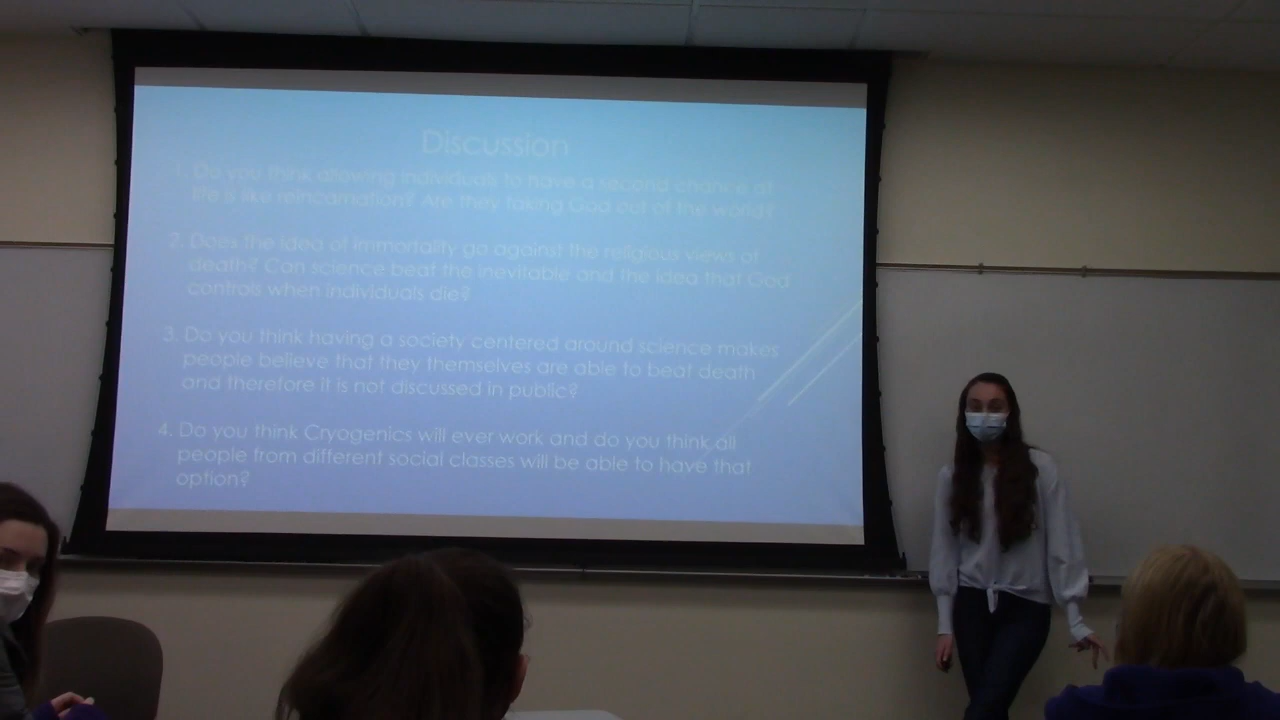 Discussion
1. Do you think allowing individuals to have a second chance at
life is like reincarnation? Are they taking God out of the world?
2. Does the idea of immortality go against the religious views of
death? Can science beat the inevitable and the idea that God
controls when individuals die?
3. Do you think having a society centered around science makes
people believe that they themselves are able to beat death
and therefore it is not discussed in public?
4. Do you think Cryogenics will ever work and do you think all
people from different social classes will be able to have that
option?